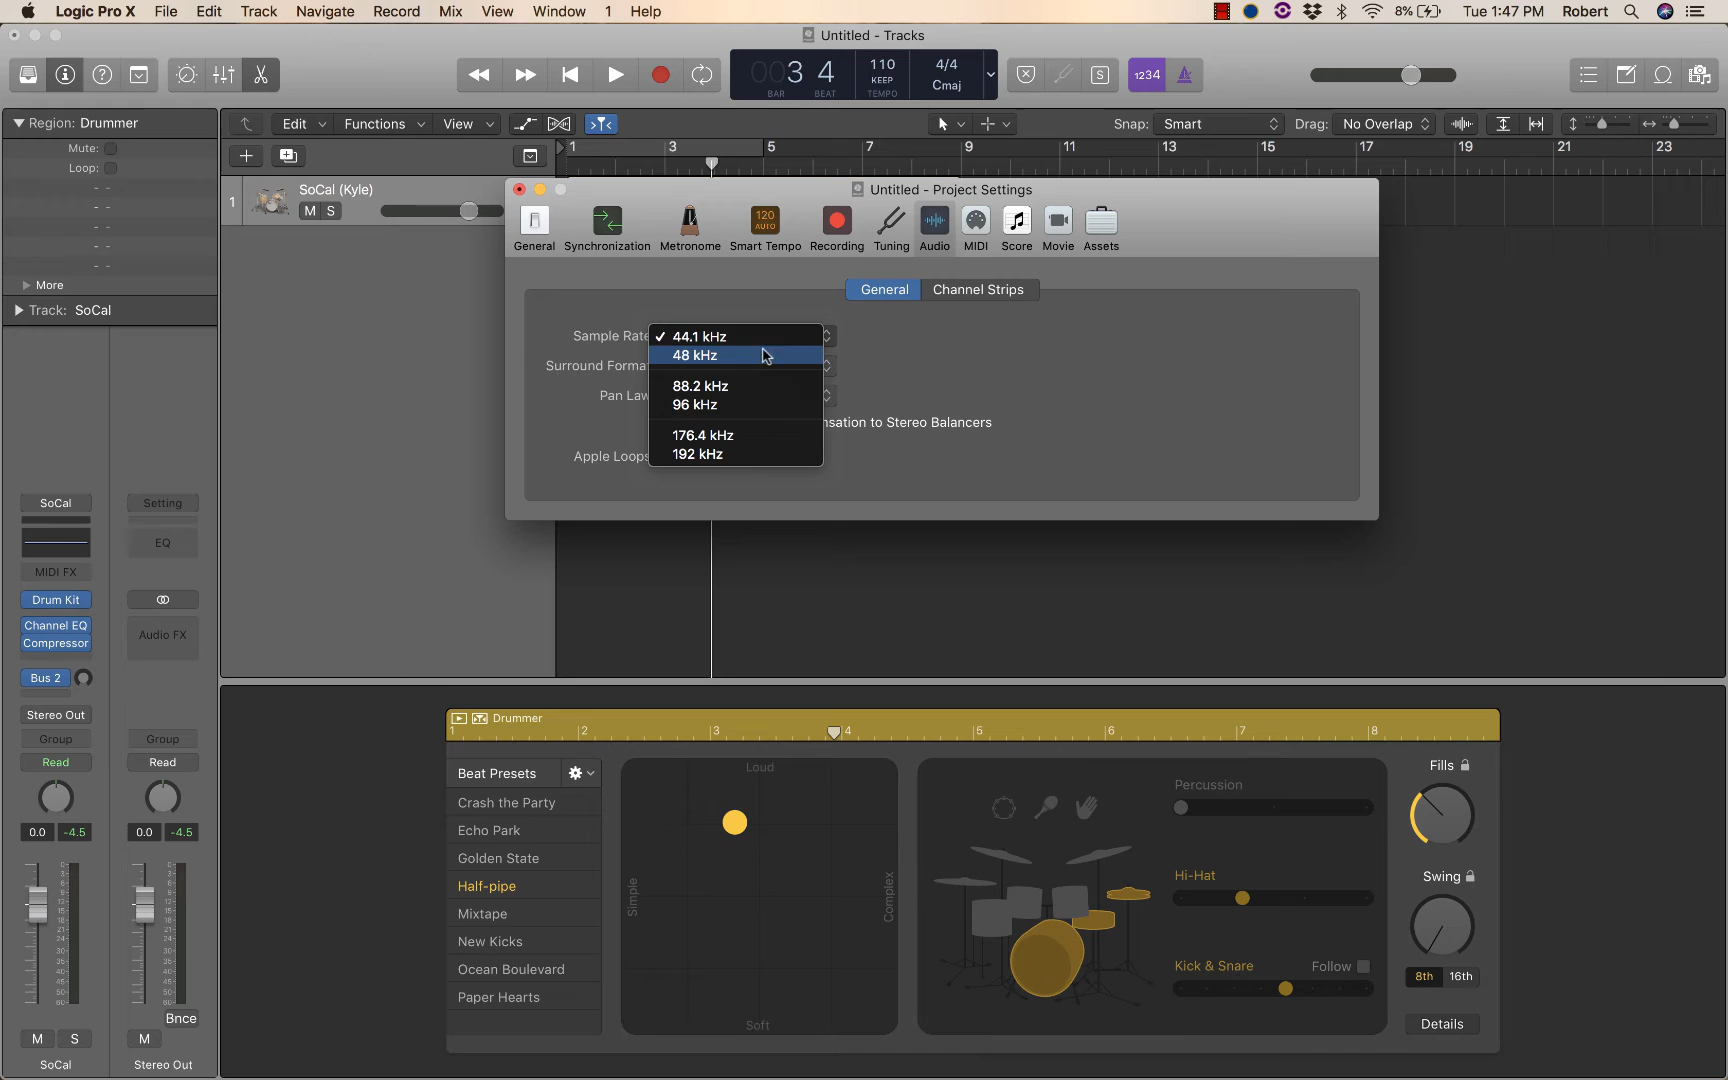 Logic Pro X File Edit Track Navigate Record Mix View Window 1 Help
8% Tue 1:47 PM Robert
Untitled - Tracks
3 4
BAR BEAT
110
KEEP
TEMPO
4/4
Cmaj
S
1234
Region: Drummer
Mute:
Loop:
More
Track: SoCal
Edit Functions View
Snap: Smart
Drag: No Overlap
1 3 5 7 9 11 13 15 17 19 21 23
1 SoCal (Kyle)
M S
Untitled - Project Settings
General Synchronization Metronome Smart Tempo Recording Tuning Audio MIDI Score Movie Assets
120
AUTO
General Channel Strips
Sample Rate
✓ 44.1 kHz
48 kHz
88.2 kHz
96 kHz
176.4 kHz
192 kHz
Surround Forma
Pan Law
nsation to Stereo Balancers
Apple Loops
SoCal Setting
EQ
MIDI FX
Drum Kit
Channel EQ
Compressor
Audio FX
Bus 2
Stereo Out
Group Group
Read Read
0.0 -4.5 0.0 -4.5
Bnce
M S M
SoCal Stereo Out
Drummer
1 2 3 4 5 6 7 8
Beat Presets
Crash the Party
Echo Park
Golden State
Half-pipe
Mixtape
New Kicks
Ocean Boulevard
Paper Hearts
Loud
Simple
Complex
Soft
Percussion
Hi-Hat
Kick & Snare
Follow
Fills
Swing
8th 16th
Details